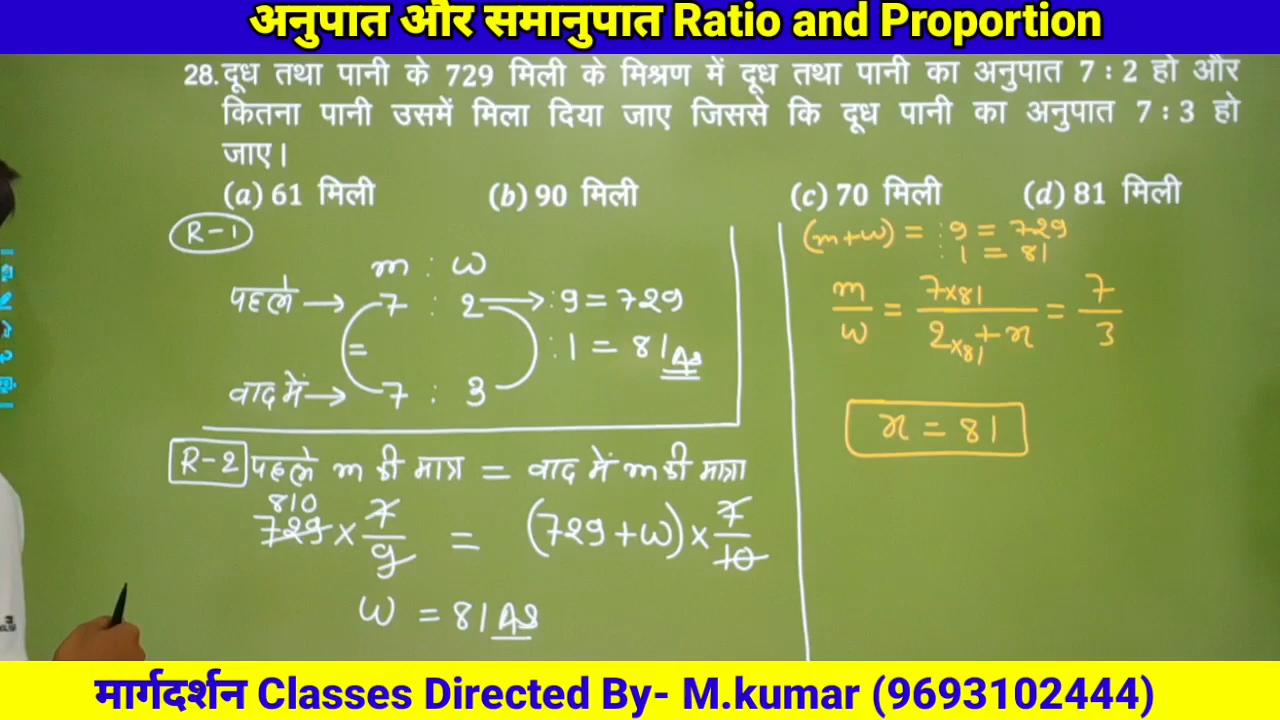 अनुपात और समानुपात Ratio and Proportion
28. दूध तथा पानी के 729 मिली के मिश्रण में दूध तथा पानी का अनुपात 7 : 2 हो और
कितना पानी उसमें मिला दिया जाए जिससे कि दूध पानी का अनुपात 7 : 3 हो
जाए।
(a) 61 मिली (b) 90 मिली (c) 70 मिली (d) 81 मिली
R-1
m : w
पहले → 7 : 2 → : 9 = 729
= : 1 = 81 As
बाद में → 7 : 3
R-2 पहले m की मात्र = बाद में m की मात्रा
810
729 × 7/9 = (729 + w) × 7/10
w = 81 As
(m+w) = : 9 = 729
: 1 = 81
m/w = 7×81 / 2×81 + x = 7/3
x = 81
मार्गदर्शन Classes Directed By- M.kumar (9693102444)